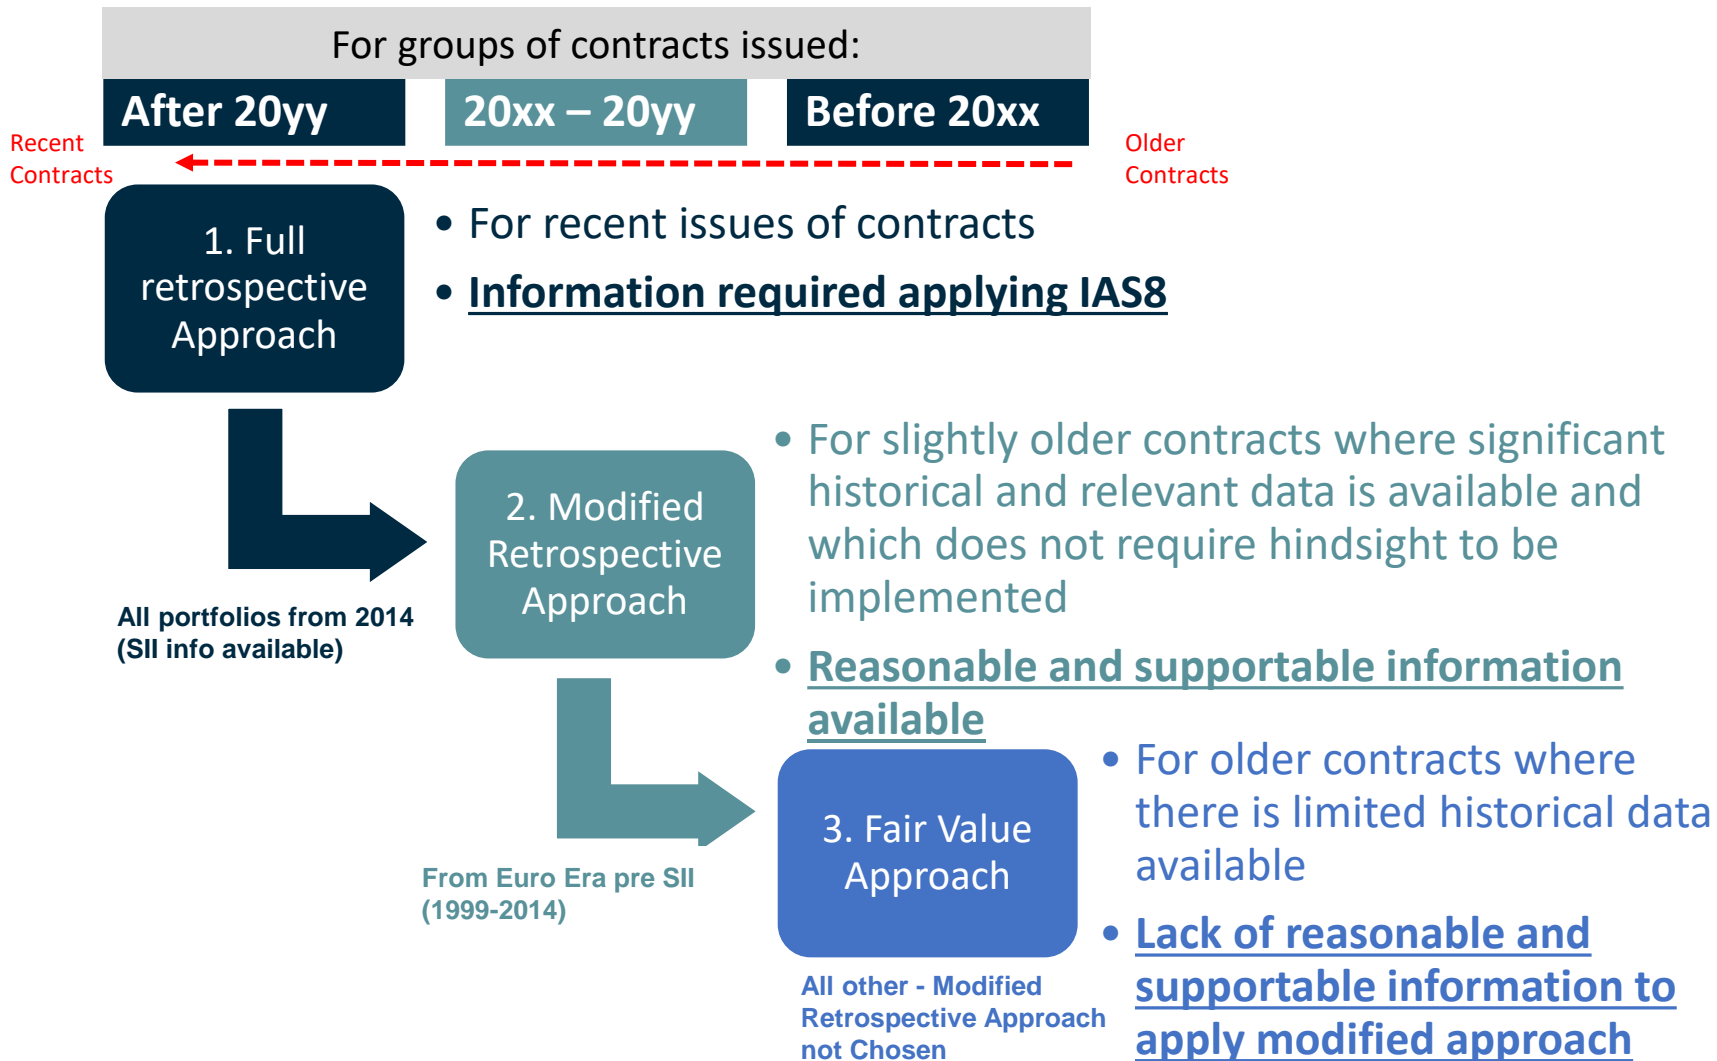 For groups of contracts issued:
After 20yy
20xx – 20yy
Before 20xx
Recent
Contracts
Older
Contracts
1. Full
retrospective
Approach
• For recent issues of contracts
• Information required applying IAS8
All portfolios from 2014
(SII info available)
2. Modified
Retrospective
Approach
• For slightly older contracts where significant
historical and relevant data is available and
which does not require hindsight to be
implemented
• Reasonable and supportable information
available
From Euro Era pre SII
(1999-2014)
3. Fair Value
Approach
• For older contracts where
there is limited historical data
available
• Lack of reasonable and
supportable information to
apply modified approach
All other - Modified
Retrospective Approach
not Chosen